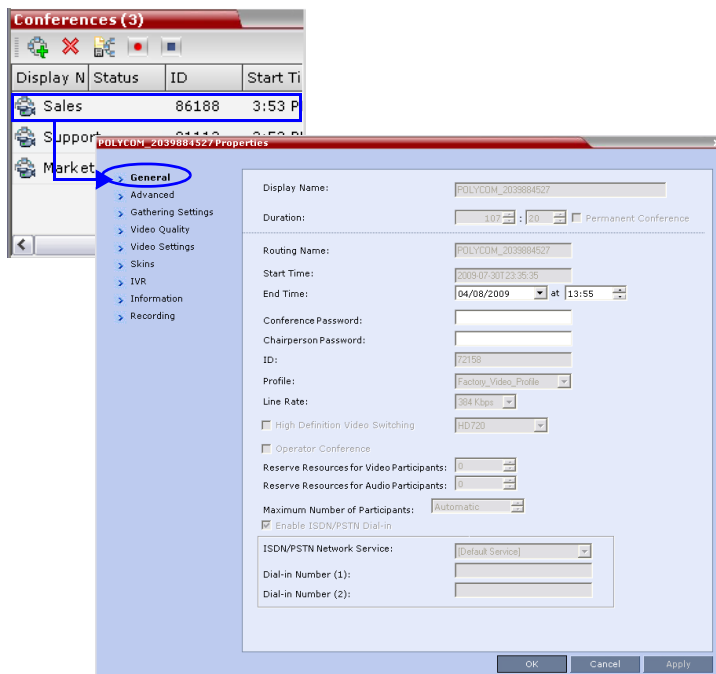 Conferences (3)
Display N Status ID Start Ti
Sales 86188 3:53 P
Suppor
Market
POLYCOM_2039884527 Properties
General
Advanced
Gathering Settings
Video Quality
Video Settings
Skins
IVR
Information
Recording
Display Name: POLYCOM_2039884527
Duration: 107 : 20 Permanent Conference
Routing Name: POLYCOM_2039884527
Start Time: 2009-07-30T23:35:35
End Time: 04/08/2009 at 13:55
Conference Password:
Chairperson Password:
ID: 72158
Profile: Factory_Video_Profile
Line Rate: 384 Kbps
High Definition Video Switching HD720
Operator Conference
Reserve Resources for Video Participants: 0
Reserve Resources for Audio Participants: 0
Maximum Number of Participants: Automatic
Enable ISDN/PSTN Dial-in
ISDN/PSTN Network Service: [Default Service]
Dial-in Number (1):
Dial-in Number (2):
OK Cancel Apply